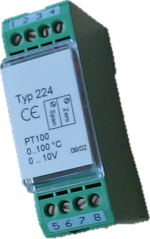 1 2 3 4
Typ 224
CE
Span
Zero
PT100
0...100 °C
0...10V
09/02
5 6 7 8